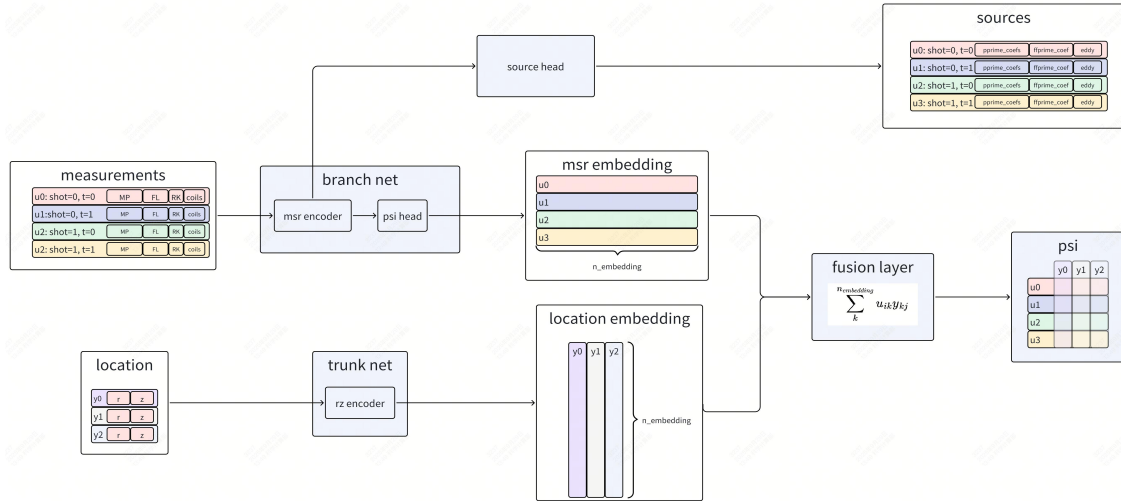 sources
u0: shot=0, t=0 pprime_coefs ffprime_coef eddy
u1: shot=0, t=1 pprime_coefs ffprime_coef eddy
u2: shot=1, t=0 pprime_coefs ffprime_coef eddy
u3: shot=1, t=1 pprime_coefs ffprime_coef eddy
source head
measurements
u0: shot=0, t=0 MP FL RK coils
u1:shot=0, t=1 MP FL RK coils
u2: shot=1, t=0 MP FL RK coils
u2: shot=1, t=1 MP FL RK coils
branch net
msr encoder
psi head
msr embedding
u0
u1
u2
u3
n_embedding
location
y0 r z
y1 r z
y2 r z
trunk net
rz encoder
location embedding
y0 y1 y2
n_embedding
fusion layer
n_embedding
∑ u_ik y_kj
k
psi
y0 y1 y2
u0
u1
u2
u3